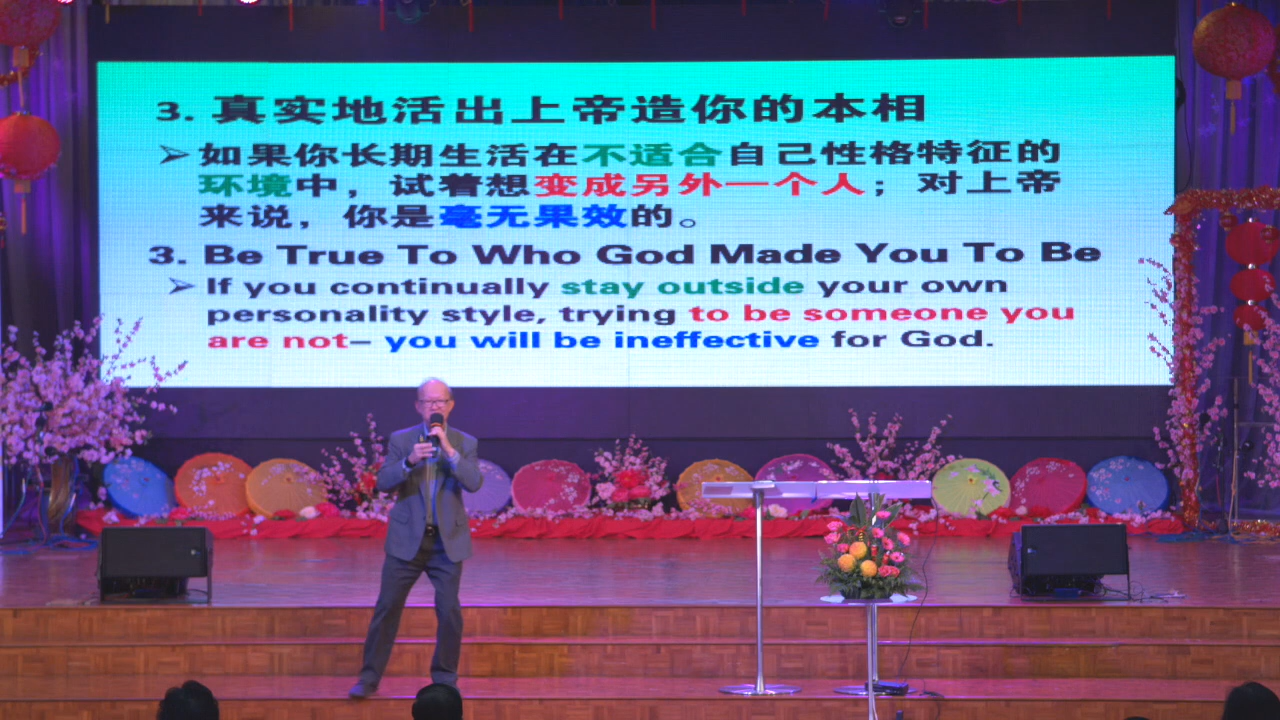 3. 真实地活出上帝造你的本相
➢ 如果你长期生活在不适合自己性格特征的
环境中，试着想变成另外一个人；对上帝
来说，你是毫无果效的。
3. Be True To Who God Made You To Be
➢ If you continually stay outside your own
personality style, trying to be someone you
are not– you will be ineffective for God.